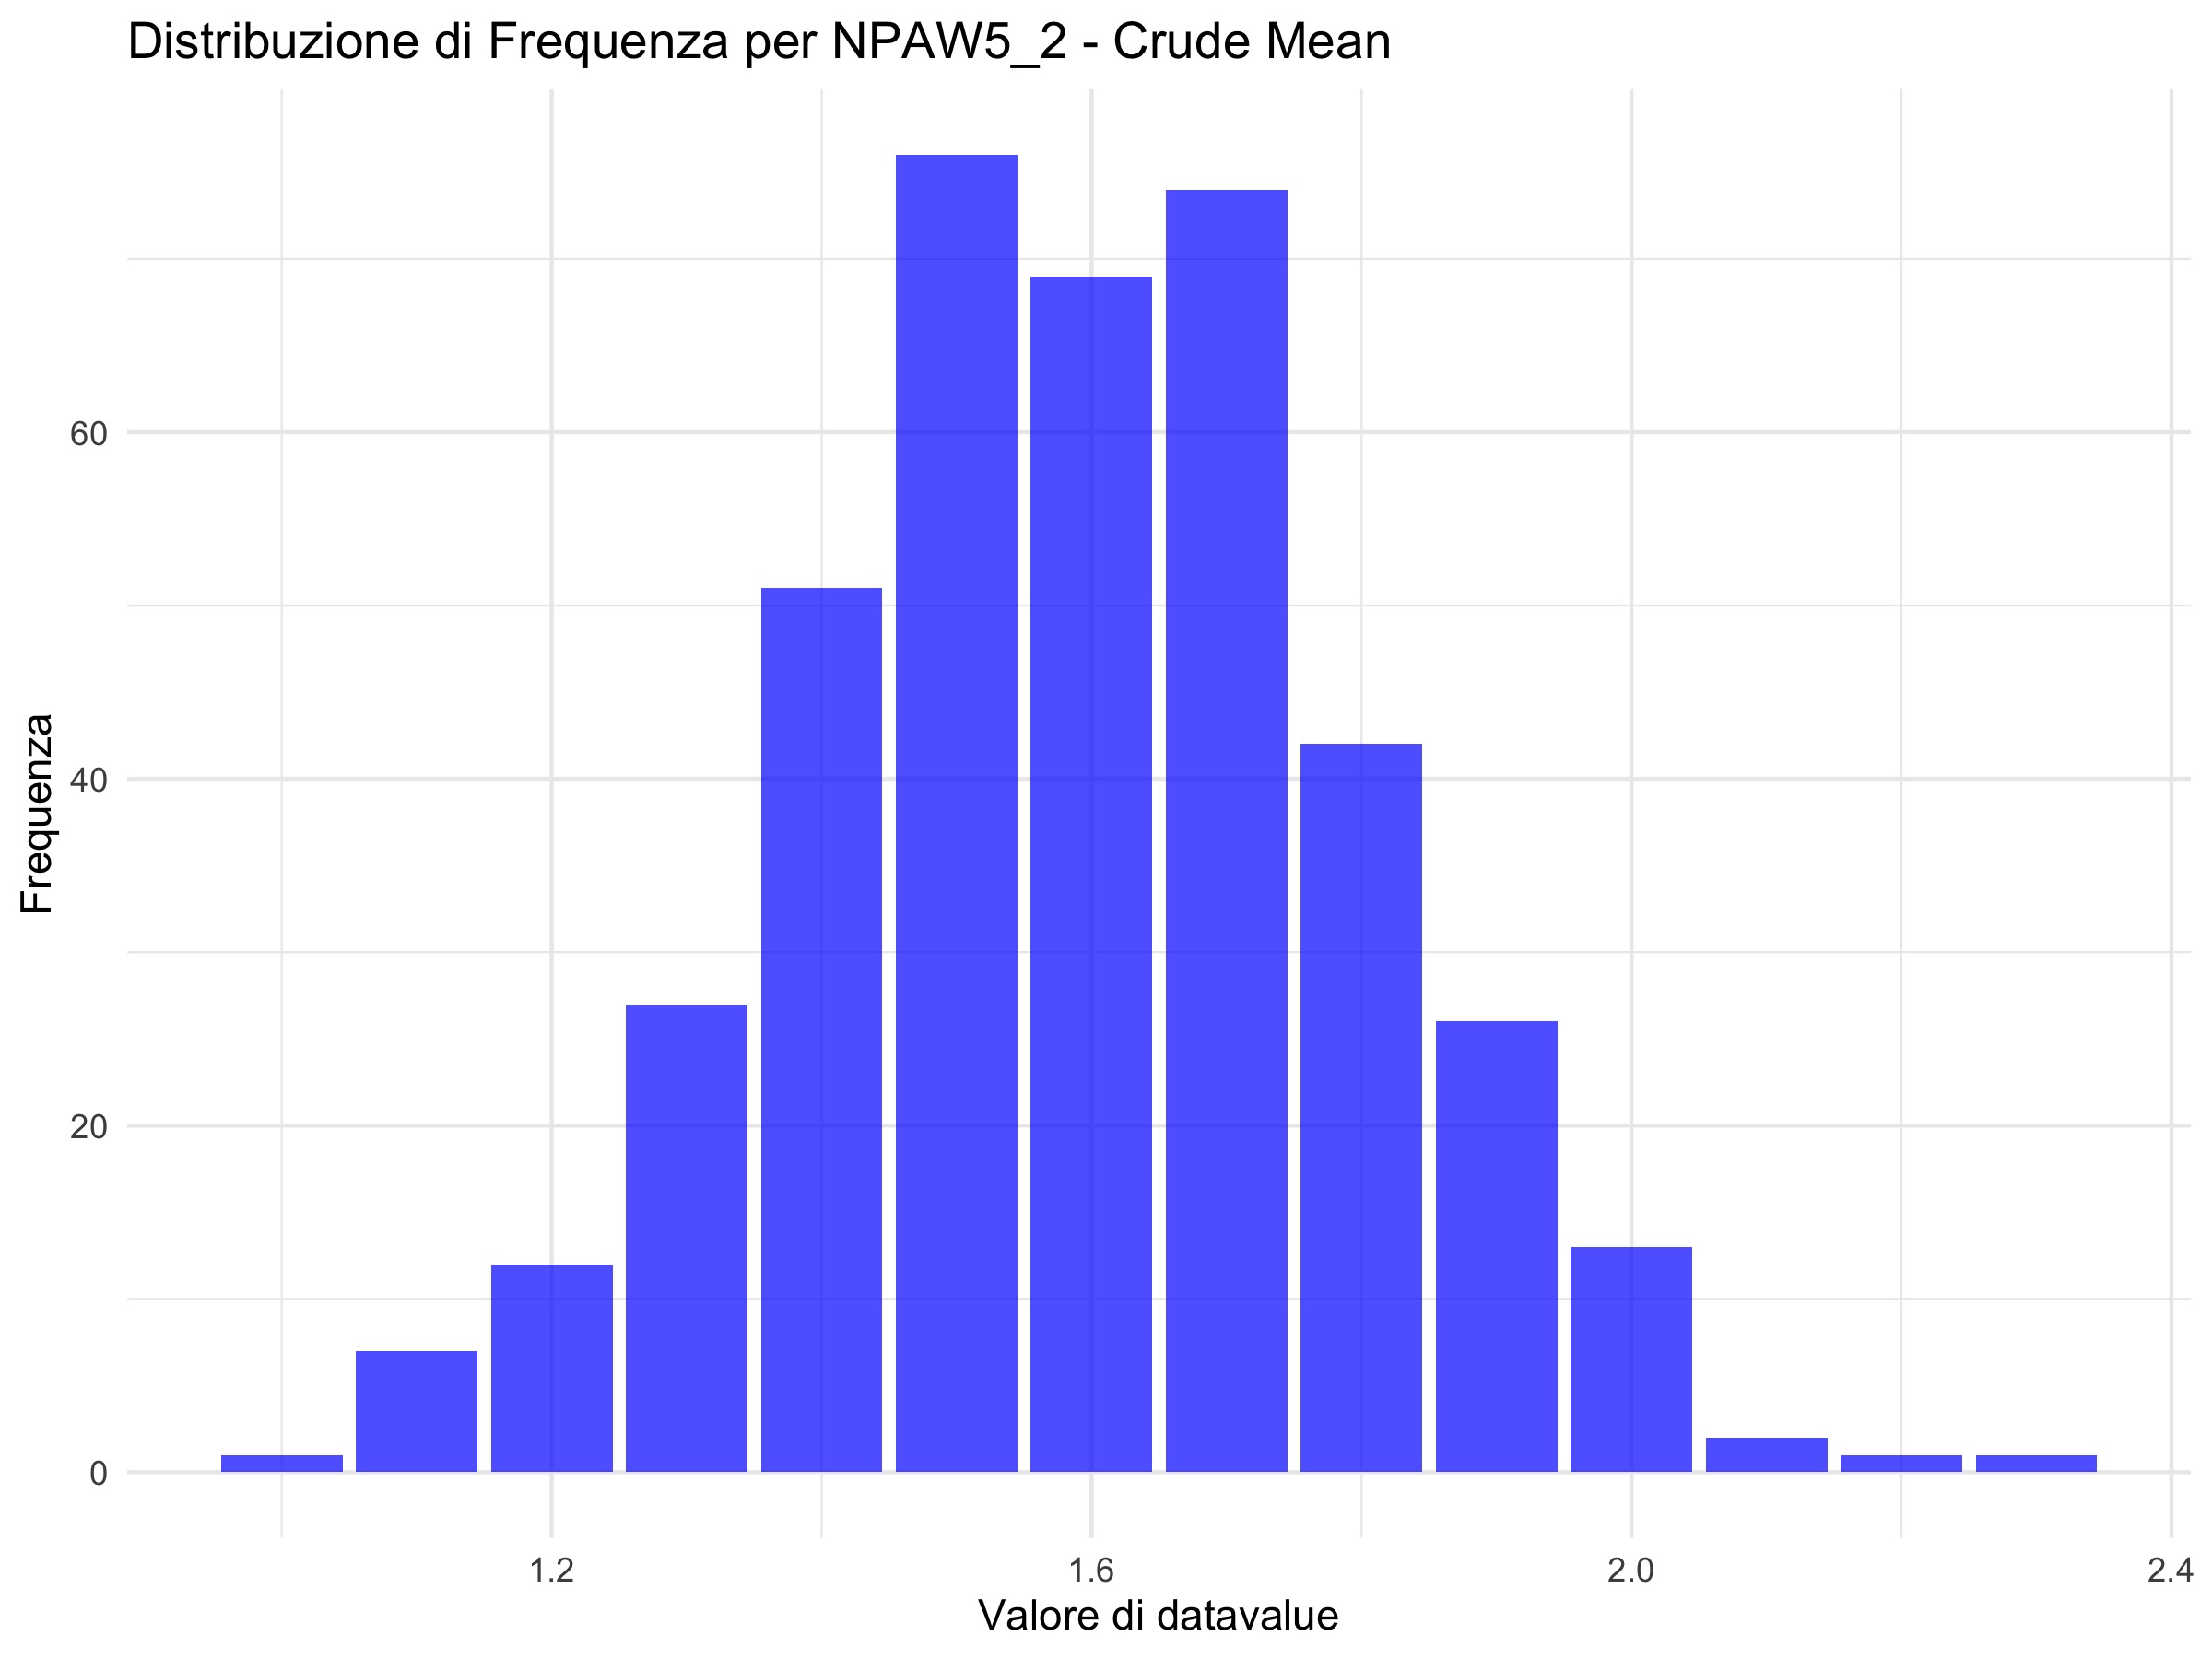 Distribuzione di Frequenza per NPAW5_2 - Crude Mean
Frequenza
60
40
20
0
1.2
1.6
2.0
2.4
Valore di datavalue